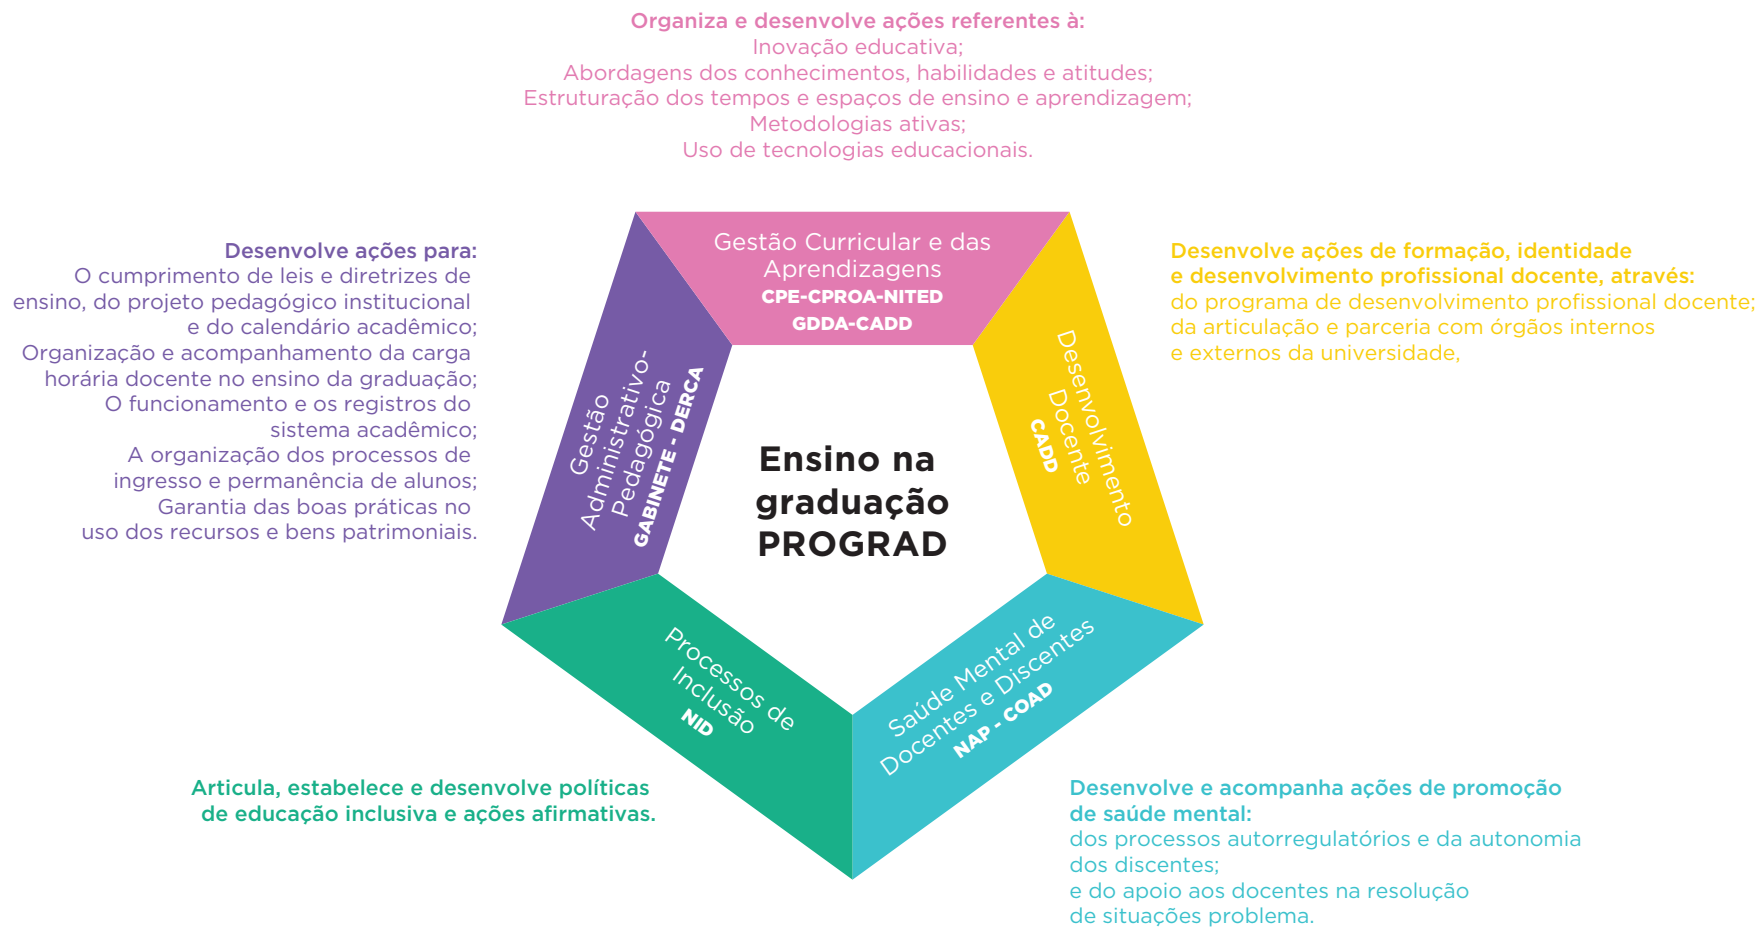 Organiza e desenvolve ações referentes à:
Inovação educativa;
Abordagens dos conhecimentos, habilidades e atitudes;
Estruturação dos tempos e espaços de ensino e aprendizagem;
Metodologias ativas;
Uso de tecnologias educacionais.
Gestão Curricular e das
Aprendizagens
CPE-CPROA-NITED
GDDA-CADD
Desenvolve ações para:
O cumprimento de leis e diretrizes de
ensino, do projeto pedagógico institucional
e do calendário acadêmico;
Organização e acompanhamento da carga
horária docente no ensino da graduação;
O funcionamento e os registros do
sistema acadêmico;
A organização dos processos de
ingresso e permanência de alunos;
Garantia das boas práticas no
uso dos recursos e bens patrimoniais.
Gestão
Administrativo-
Pedagógica
GABINETE - DERCA
Ensino na
graduação
PROGRAD
Desenvolvimento
Docente
CADD
Desenvolve ações de formação, identidade
e desenvolvimento profissional docente, através:
do programa de desenvolvimento profissional docente;
da articulação e parceria com órgãos internos
e externos da universidade,
Processos de
Inclusão
NID
Saúde Mental de
Docentes e Discentes
NAP - COAD
Articula, estabelece e desenvolve políticas
de educação inclusiva e ações afirmativas.
Desenvolve e acompanha ações de promoção
de saúde mental:
dos processos autorregulatórios e da autonomia
dos discentes;
e do apoio aos docentes na resolução
de situações problema.